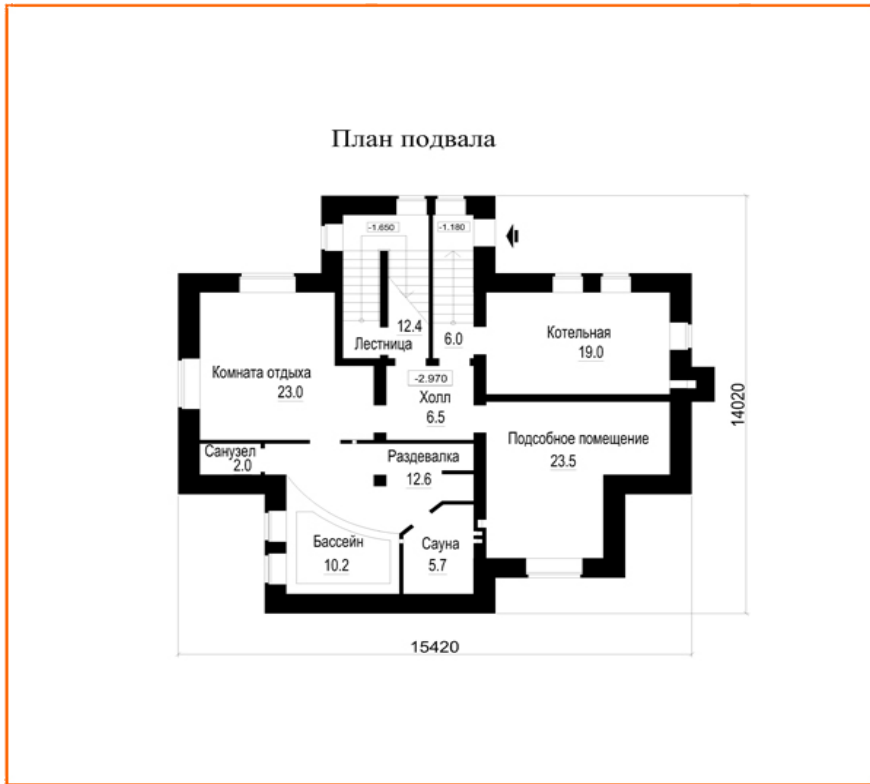 План подвала
-1.650
-1.180
12.4
Лестница
6.0
Котельная
19.0
Комната отдыха
23.0
-2.970
Холл
6.5
14020
Подсобное помещение
23.5
Санузел
2.0
Раздевалка
12.6
Бассейн
10.2
Сауна
5.7
15420